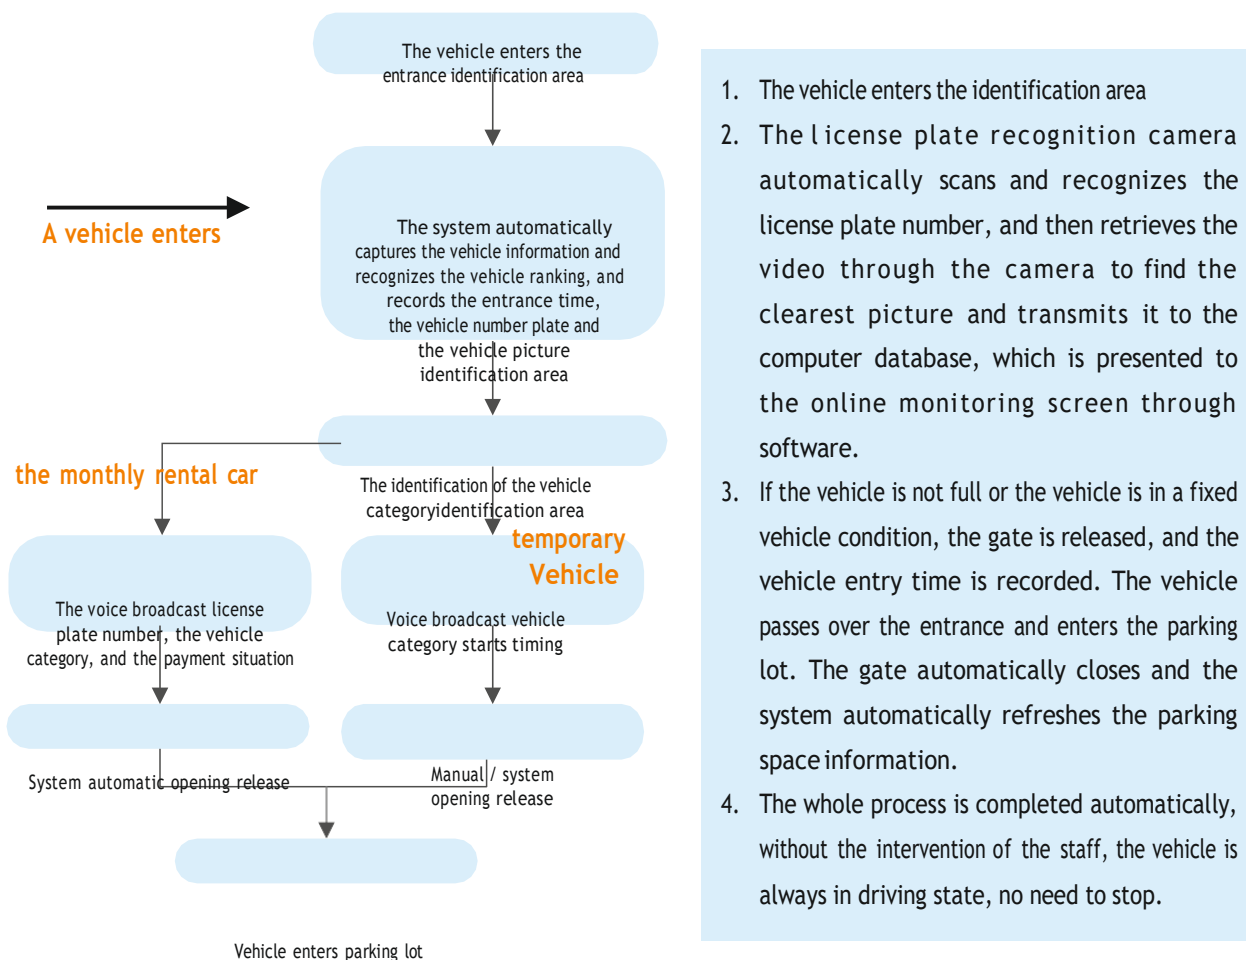 The vehicle enters the
entrance identification area
A vehicle enters
The system automatically
captures the vehicle information and
recognizes the vehicle ranking, and
records the entrance time,
the vehicle number plate and
the vehicle picture
identification area
the monthly rental car
The identification of the vehicle
categoryidentification area
temporary
Vehicle
The voice broadcast license
plate number, the vehicle
category, and the payment situation
Voice broadcast vehicle
category starts timing
System automatic opening release
Manual / system
opening release
Vehicle enters parking lot
1. The vehicle enters the identification area
2. The license plate recognition camera
automatically scans and recognizes the
license plate number, and then retrieves the
video through the camera to find the
clearest picture and transmits it to the
computer database, which is presented to
the online monitoring screen through
software.
3. If the vehicle is not full or the vehicle is in a fixed
vehicle condition, the gate is released, and the
vehicle entry time is recorded. The vehicle
passes over the entrance and enters the parking
lot. The gate automatically closes and the
system automatically refreshes the parking
space information.
4. The whole process is completed automatically,
without the intervention of the staff, the vehicle is
always in driving state, no need to stop.